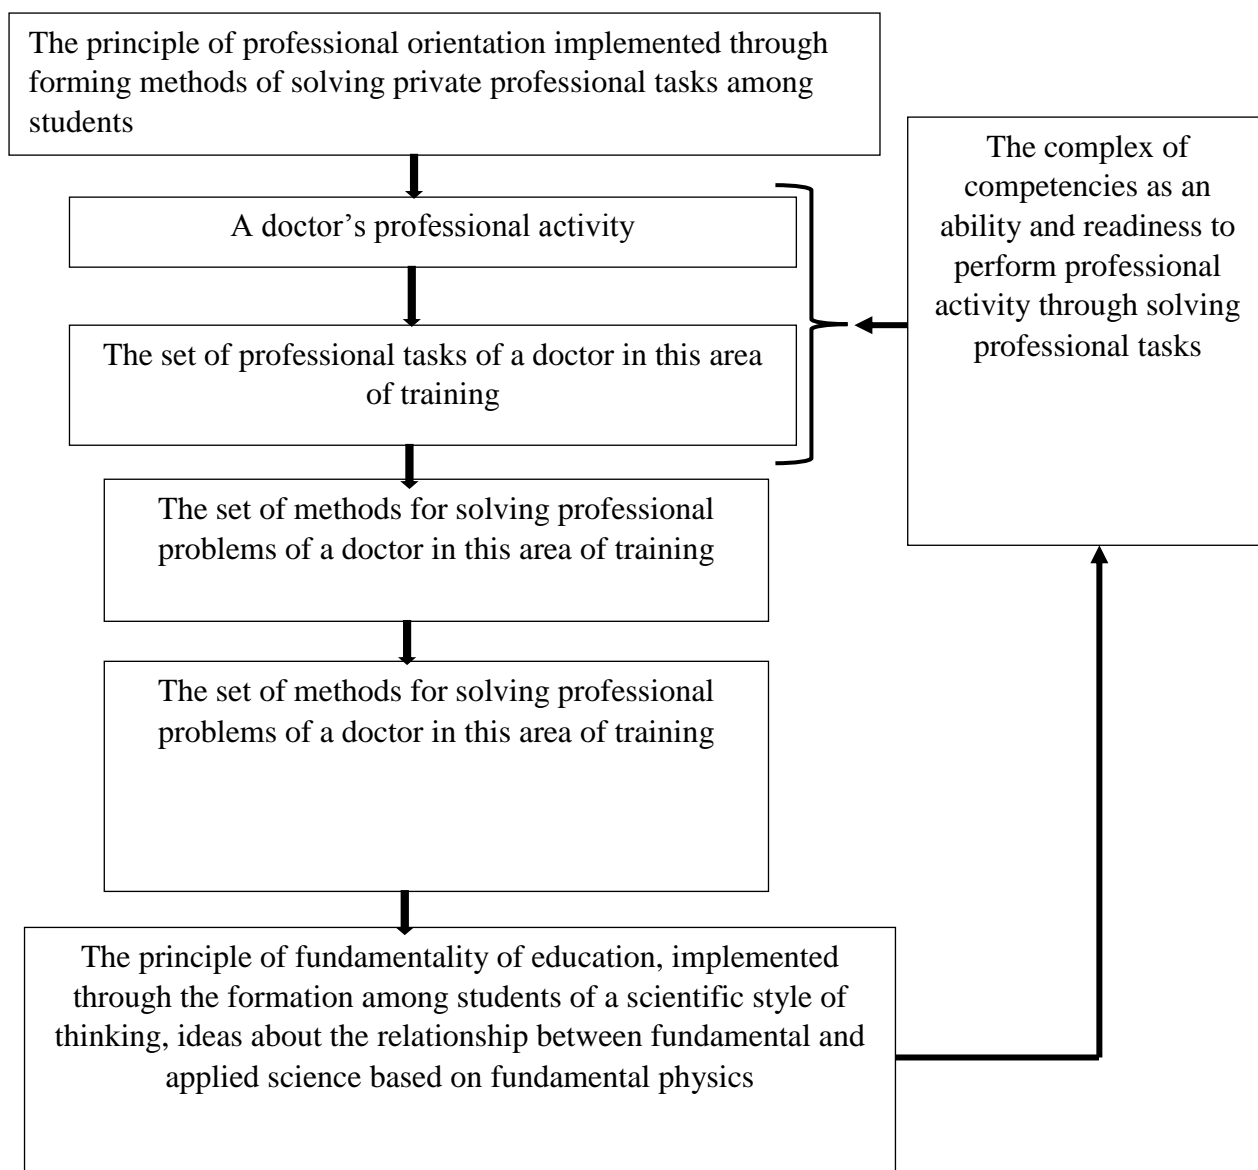 The principle of professional orientation implemented through
forming methods of solving private professional tasks among
students
A doctor’s professional activity
The set of professional tasks of a doctor in this area
of training
The set of methods for solving professional
problems of a doctor in this area of training
The set of methods for solving professional
problems of a doctor in this area of training
The principle of fundamentality of education, implemented
through the formation among students of a scientific style of
thinking, ideas about the relationship between fundamental and
applied science based on fundamental physics
The complex of
competencies as an
ability and readiness to
perform professional
activity through solving
professional tasks